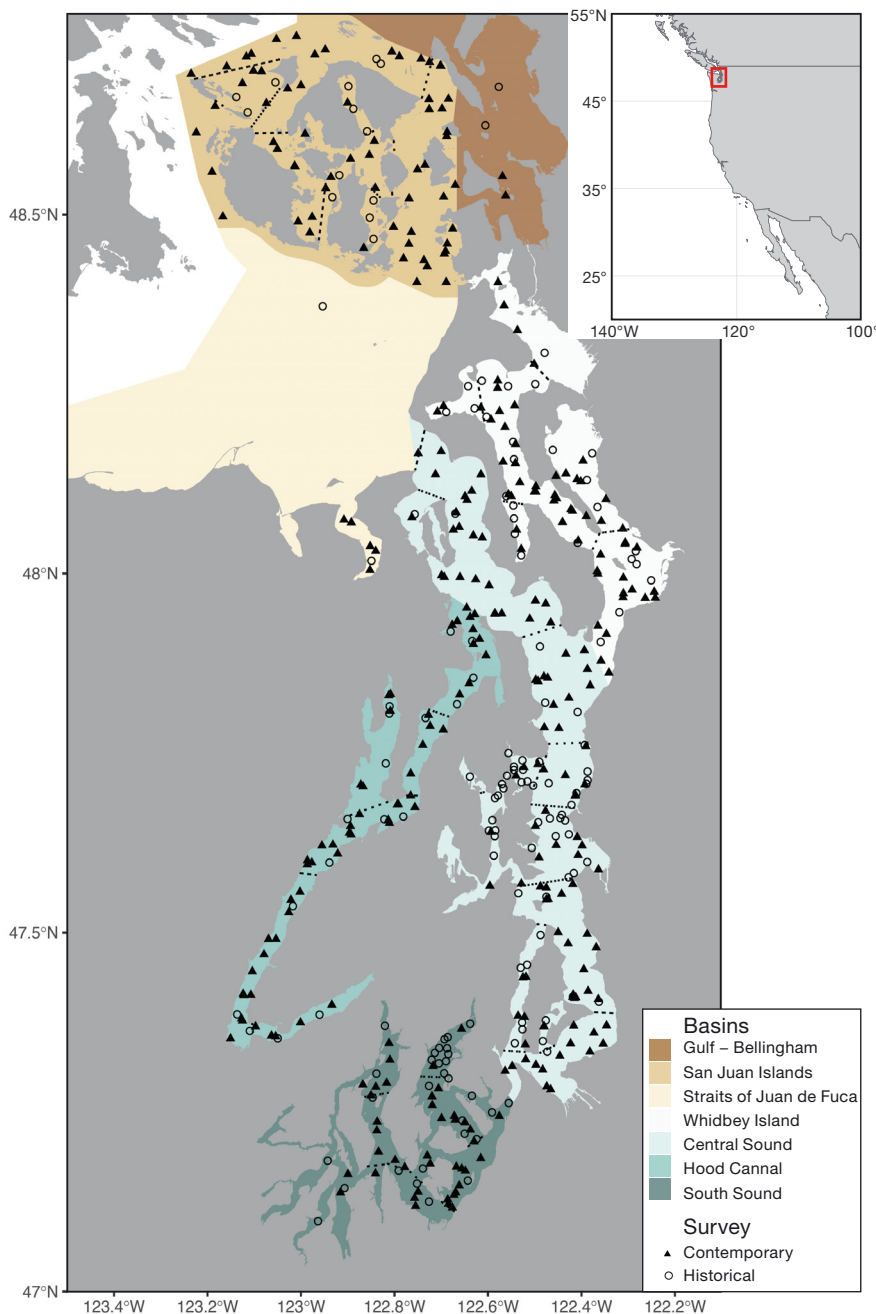 55°N
45°N
35°N
25°N
140°W
120°W
100°W
48.5°N
48°N
47.5°N
47°N
123.4°W
123°W
122.8°W
122.6°W
122.4°W
122.2°W
Basins
Gulf – Bellingham
San Juan Islands
Straits of Juan de Fuca
Whidbey Island
Central Sound
Hood Cannal
South Sound
Survey
Contemporary
Historical